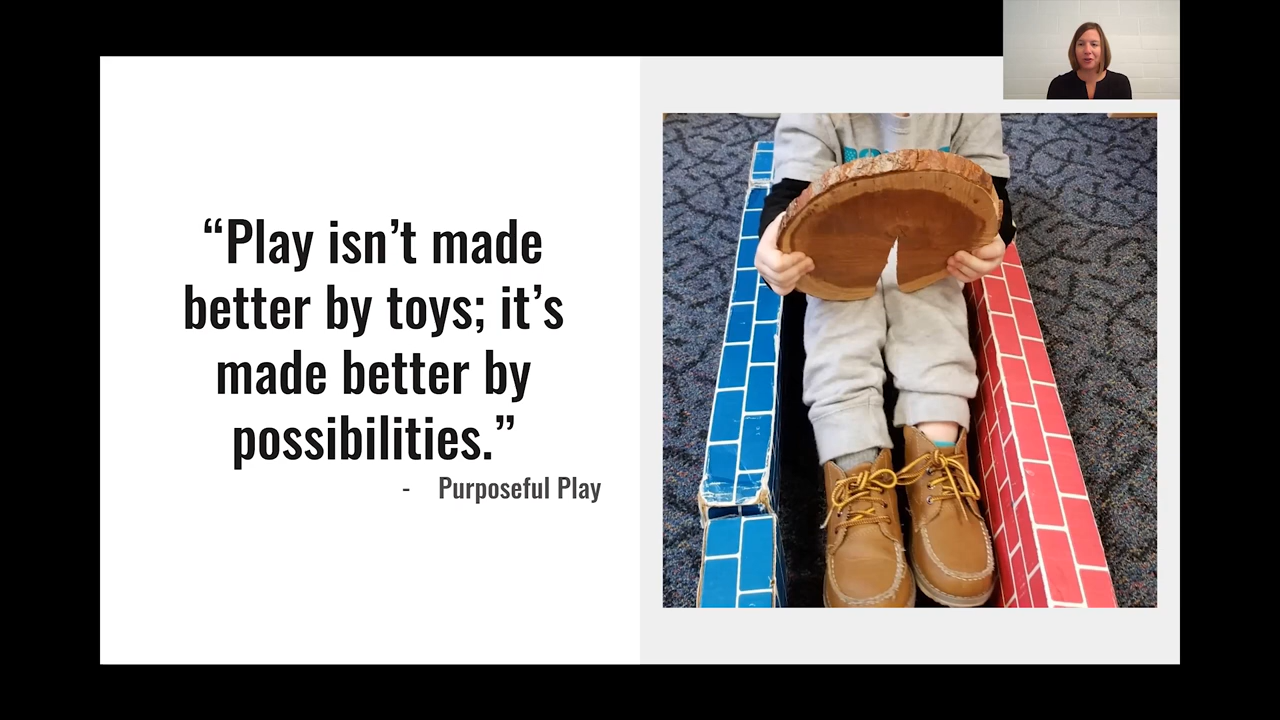 “Play isn’t made
better by toys; it’s
made better by
possibilities.”
- Purposeful Play